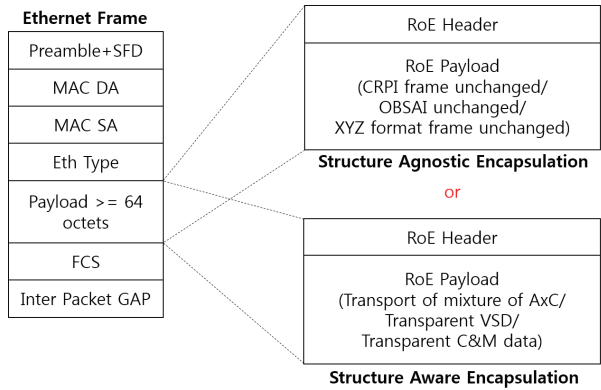 Ethernet Frame
Preamble+SFD
MAC DA
MAC SA
Eth Type
Payload >= 64
octets
FCS
Inter Packet GAP
RoE Header
RoE Payload
(CRPI frame unchanged/
OBSAI unchanged/
XYZ format frame unchanged)
Structure Agnostic Encapsulation
or
RoE Header
RoE Payload
(Transport of mixture of AxC/
Transparent VSD/
Transparent C&M data)
Structure Aware Encapsulation